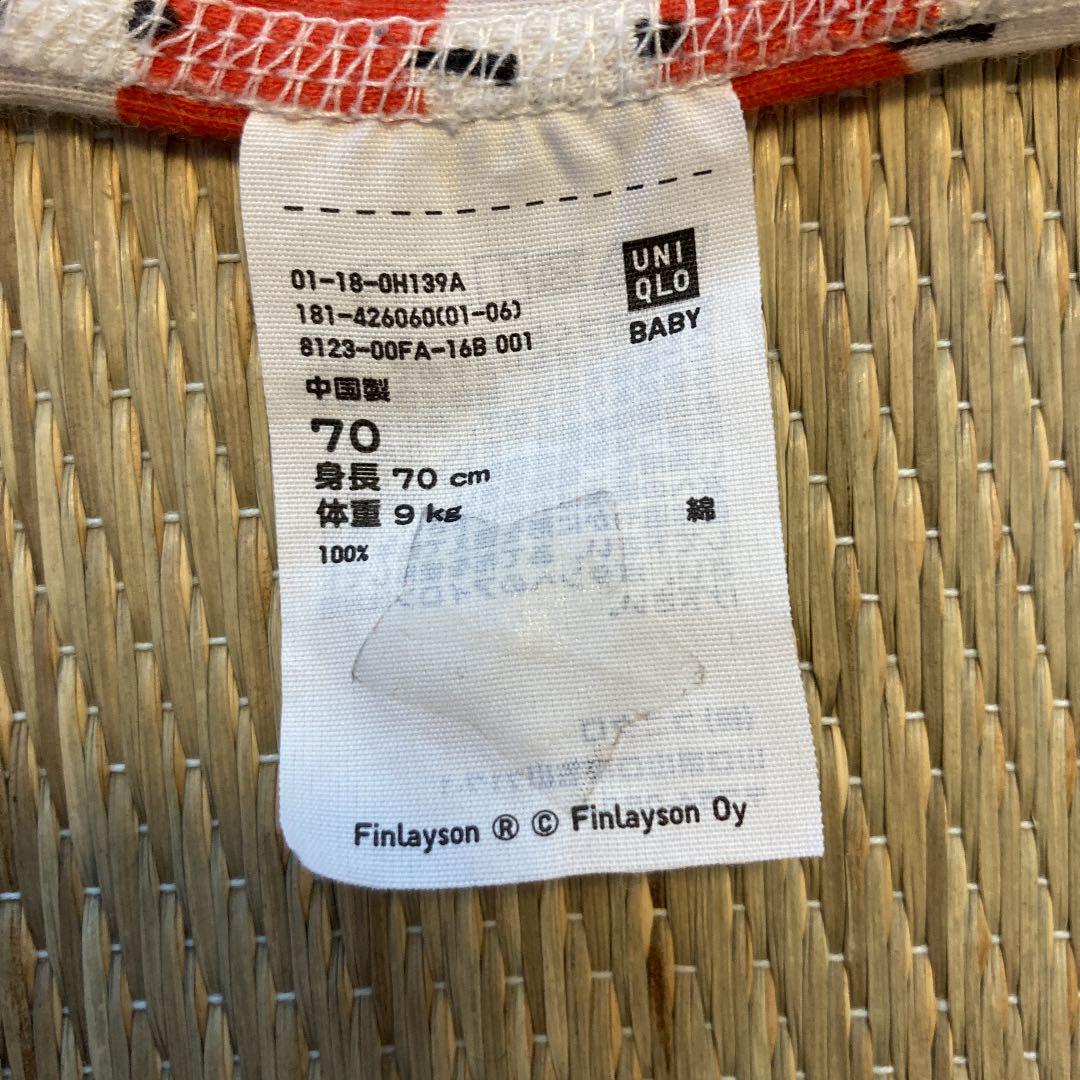 UNI
QLO
BABY
01-18-0H139A
181-426060(01-06)
8123-00FA-16B 001
中国製
70
身長 70 cm
体重 9 kg
綿
100%
Finlayson ® © Finlayson Oy